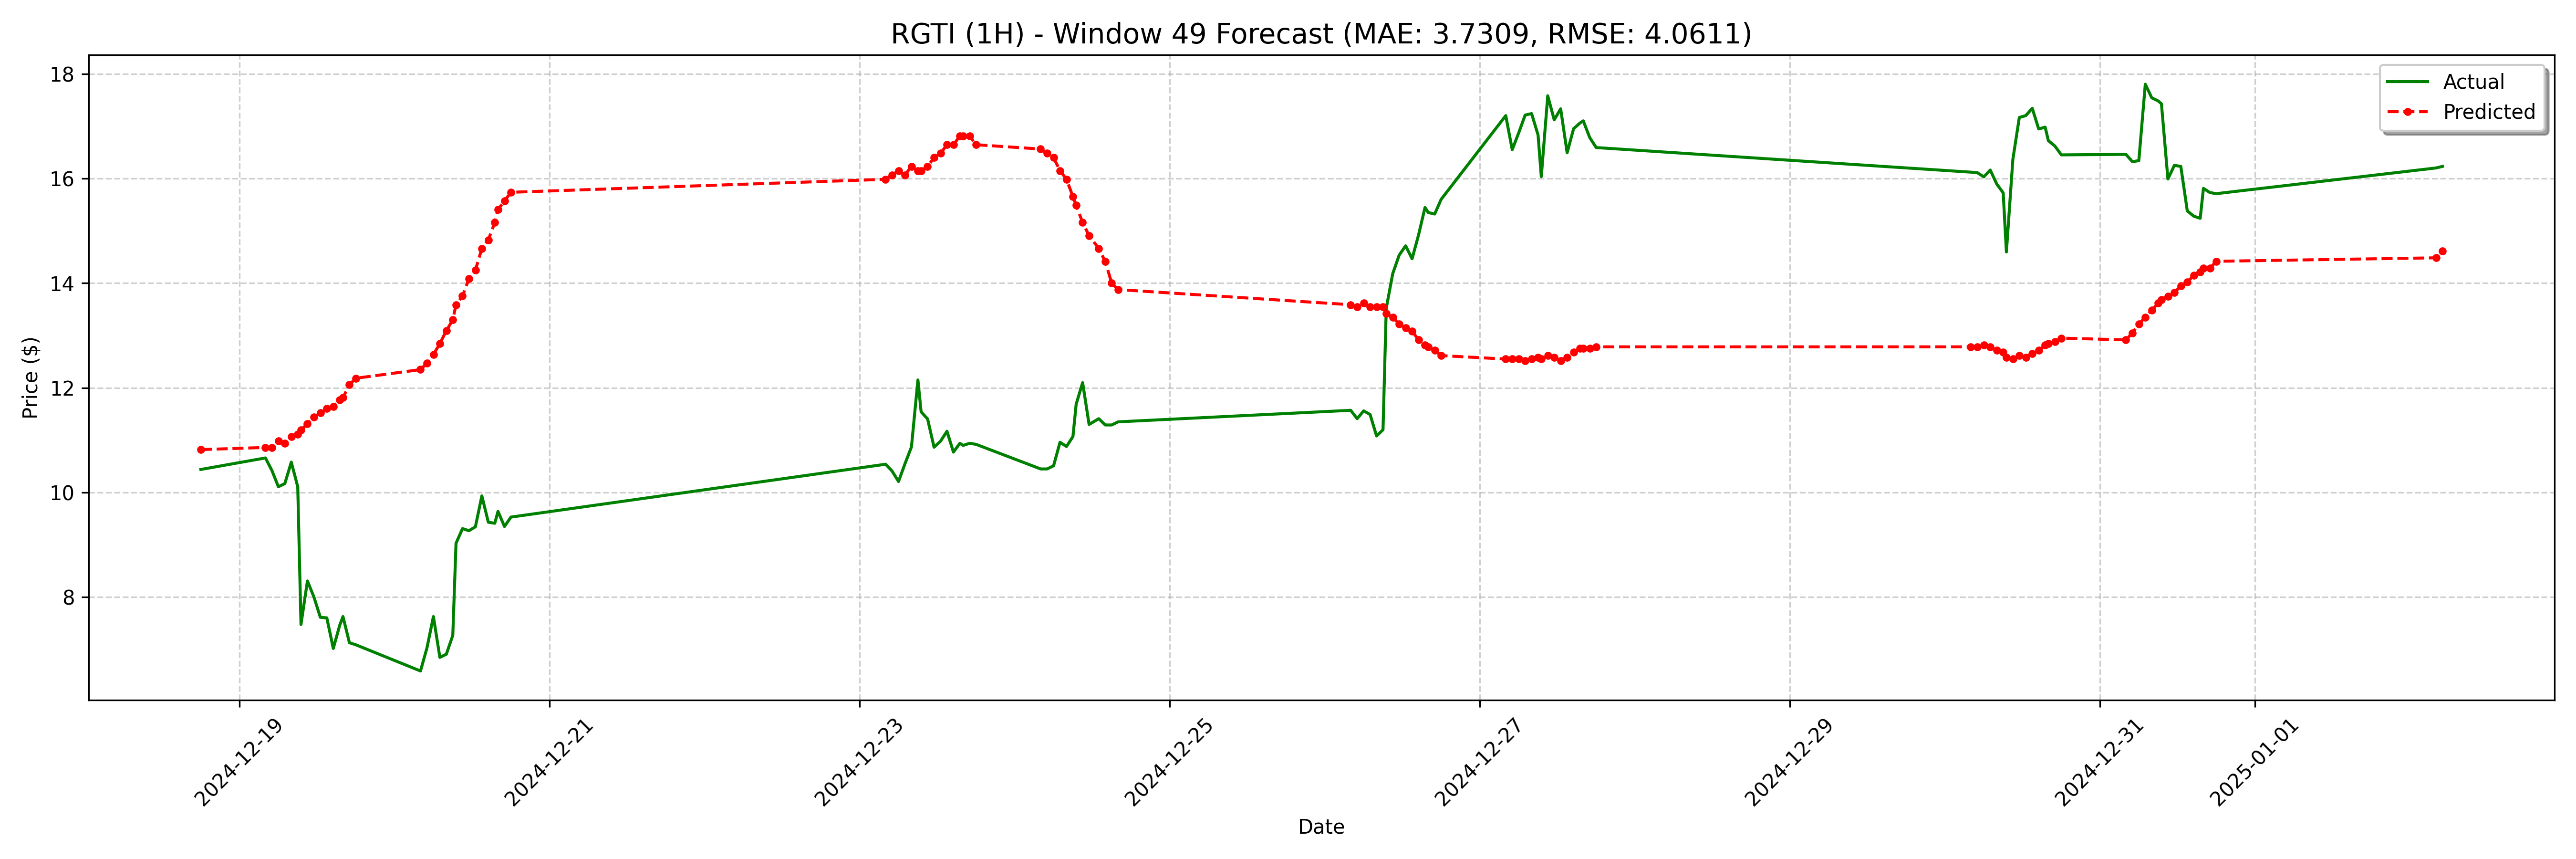 RGTI (1H) - Window 49 Forecast (MAE: 3.7309, RMSE: 4.0611)
Actual
Predicted
18
16
14
12
10
8
Price ($)
2024-12-19
2024-12-21
2024-12-23
2024-12-25
2024-12-27
2024-12-29
2024-12-31
2025-01-01
Date